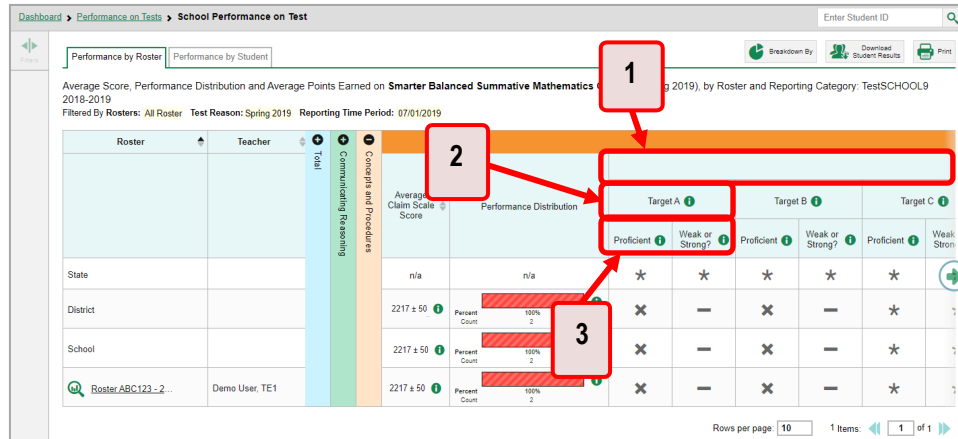 Dashboard > Performance on Tests > School Performance on Test
Enter Student ID
Filters
Performance by Roster
Performance by Student
Breakdown By
Download Student Results
Print
1
Average Score, Performance Distribution and Average Points Earned on Smarter Balanced Summative Mathematics 2019), by Roster and Reporting Category: TestSCHOOL9
2018-2019
Filtered By Rosters: All Roster Test Reason: Spring 2019 Reporting Time Period: 07/01/2019
Roster
Teacher
Total
Communicating Reasoning
Concepts and Procedures
2
Average Claim Scale Score
Performance Distribution
Target A
Target B
Target C
Proficient
Weak or Strong?
Proficient
Weak or Strong?
Proficient
State n/a n/a * * * * *
District 2217 ± 50 Percent 100% Count 2 × – × – *
School 2217 ± 50 Percent 100% Count 2 × – × – *
3
Roster ABC123 - 2... Demo User, TE1 2217 ± 50 Percent 100% Count 2 × – × – *
Rows per page: 10 1 Items: 1 of 1